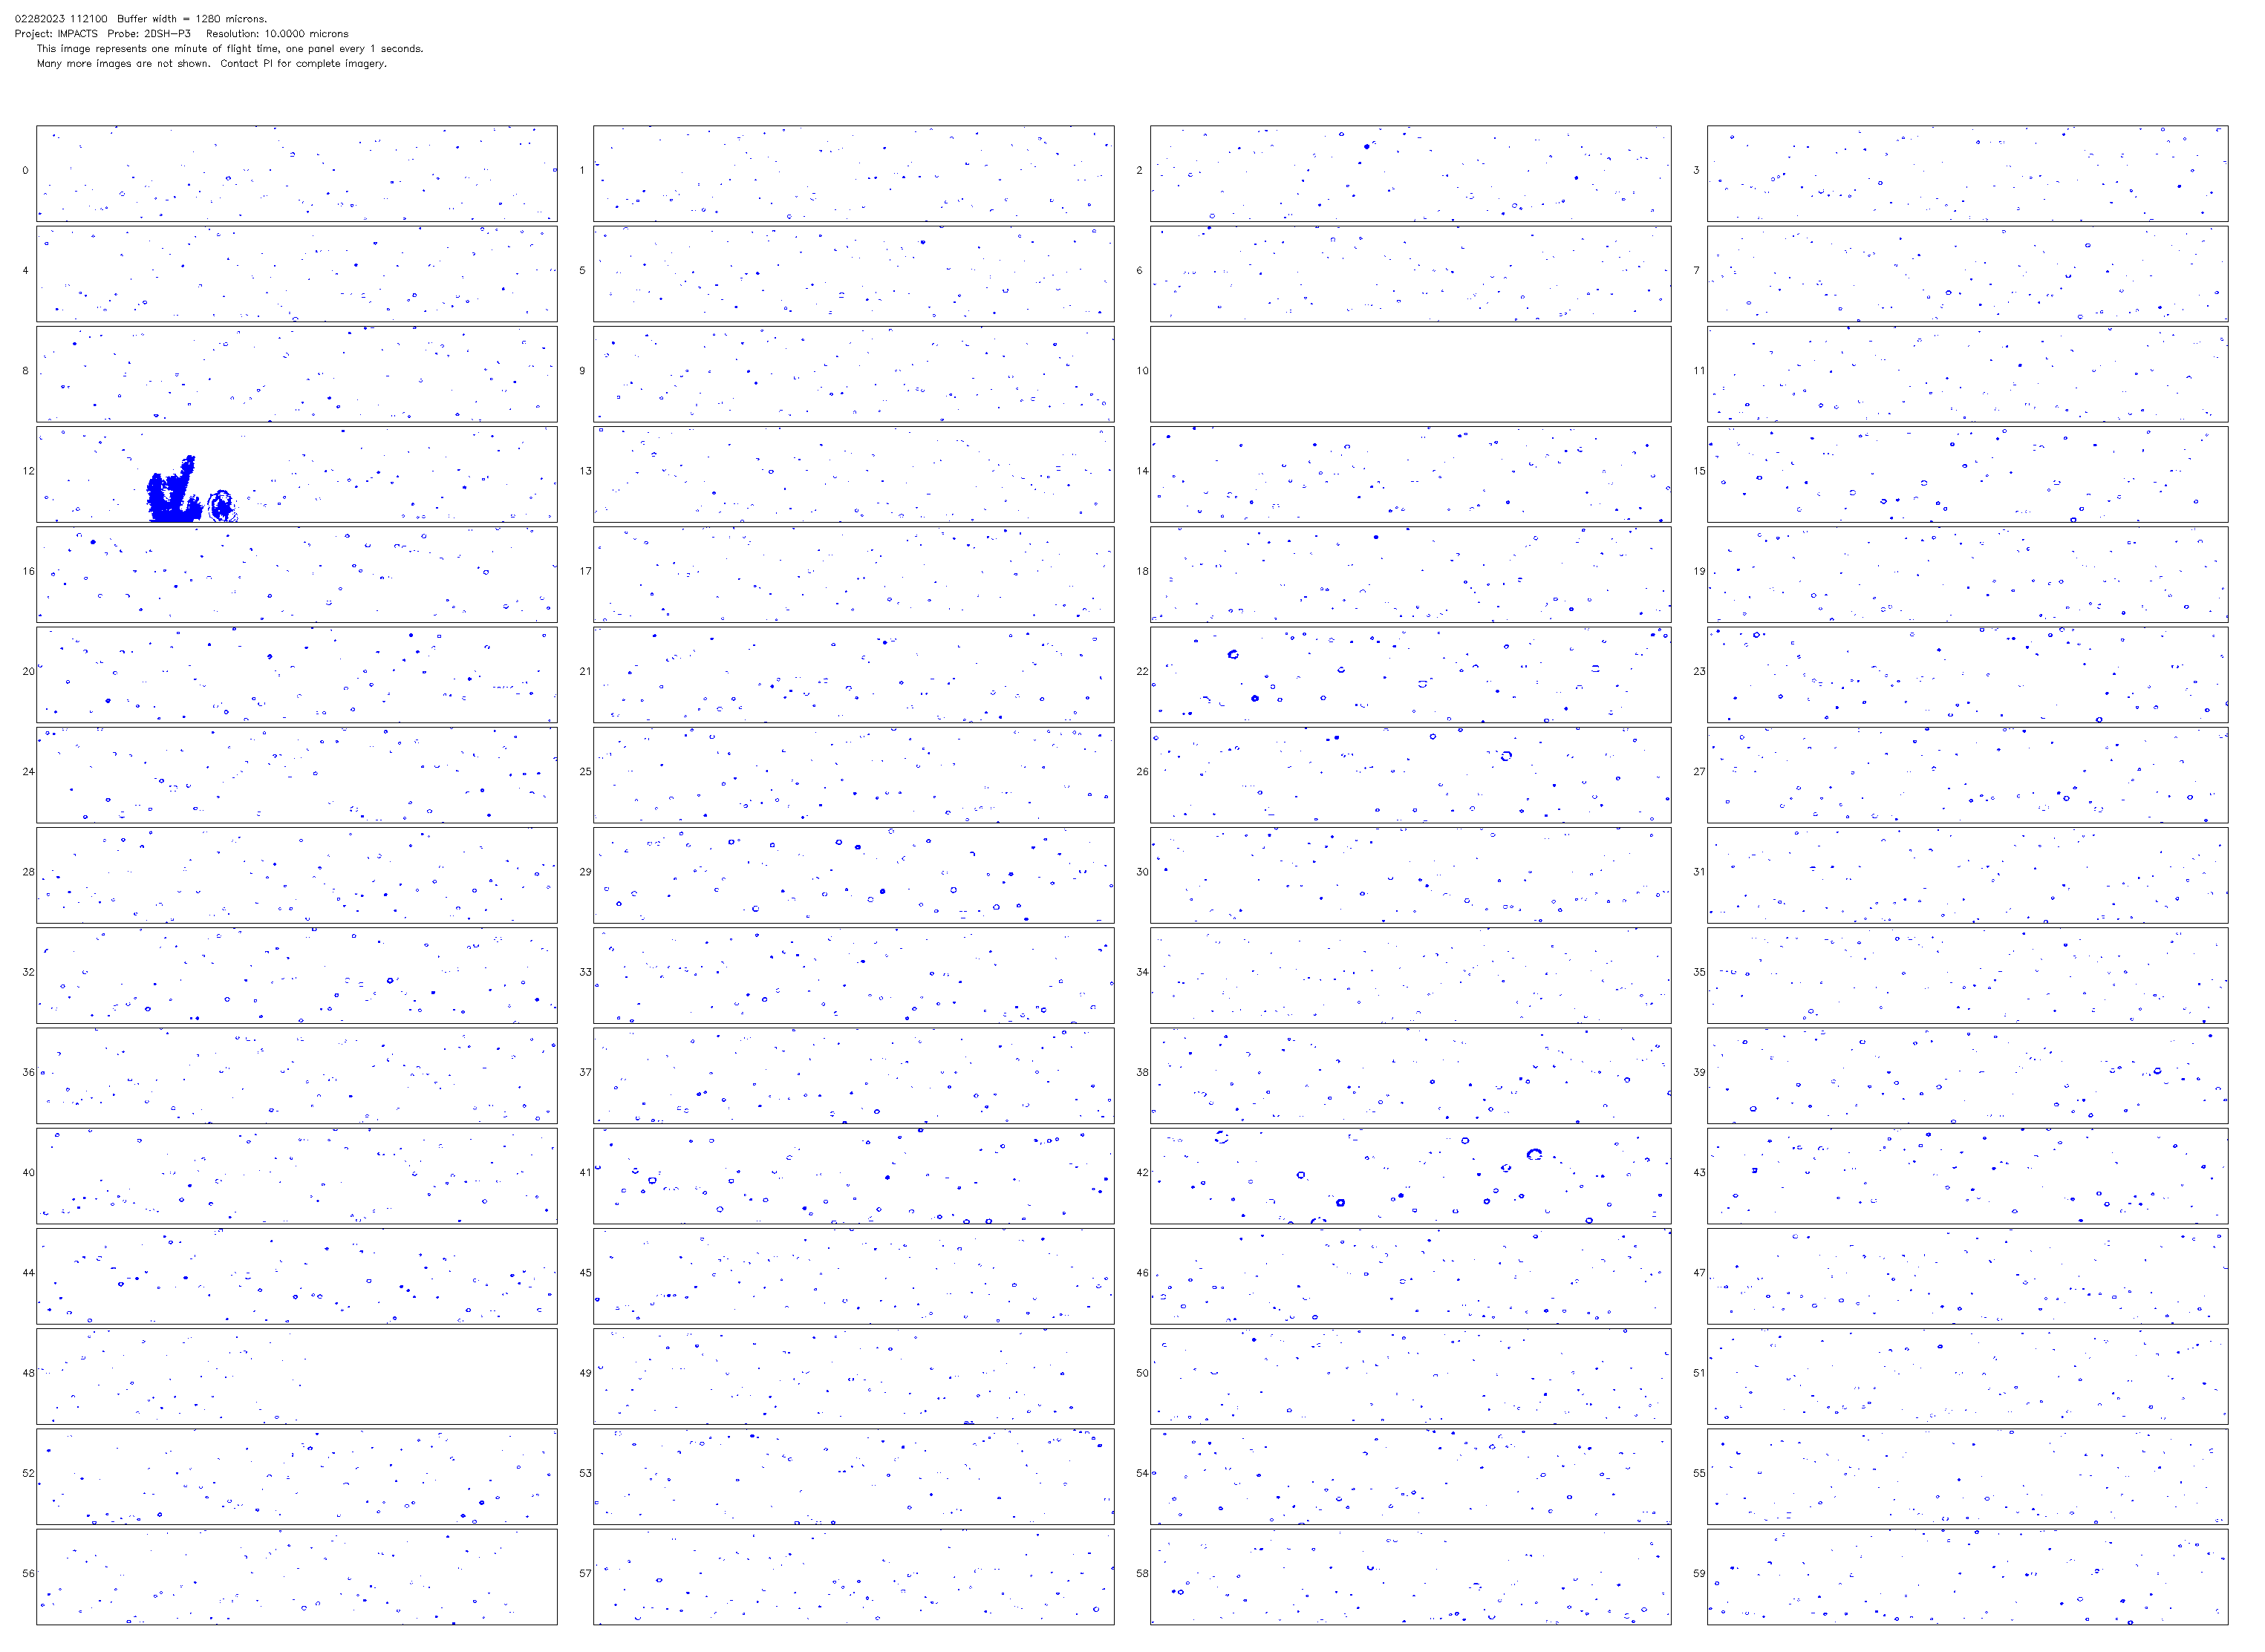 02282023 112100  Buffer width = 1280 microns.
Project: IMPACTS  Probe: 2DSH-P3  Resolution: 10.0000 microns
This image represents one minute of flight time, one panel every 1 seconds.
Many more images are not shown.  Contact PI for complete imagery.
0 1 2 3
4 5 6 7
8 9 10 11
12 13 14 15
16 17 18 19
20 21 22 23
24 25 26 27
28 29 30 31
32 33 34 35
36 37 38 39
40 41 42 43
44 45 46 47
48 49 50 51
52 53 54 55
56 57 58 59